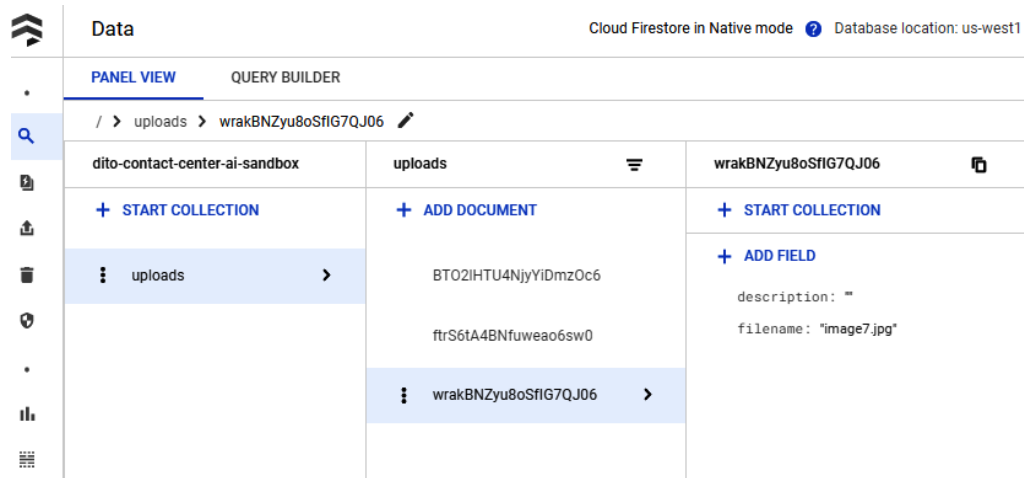 Data
Cloud Firestore in Native mode ? Database location: us-west1
PANEL VIEW QUERY BUILDER
/ > uploads > wrakBNZyu8oSfIG7QJ06
dito-contact-center-ai-sandbox uploads wrakBNZyu8oSfIG7QJ06
+ START COLLECTION + ADD DOCUMENT + START COLLECTION
+ ADD FIELD
uploads > BTO2IHTU4NjyYiDmzOc6
description: ""
filename: "image7.jpg"
ftrS6tA4BNfuweao6sw0
wrakBNZyu8oSfIG7QJ06 >